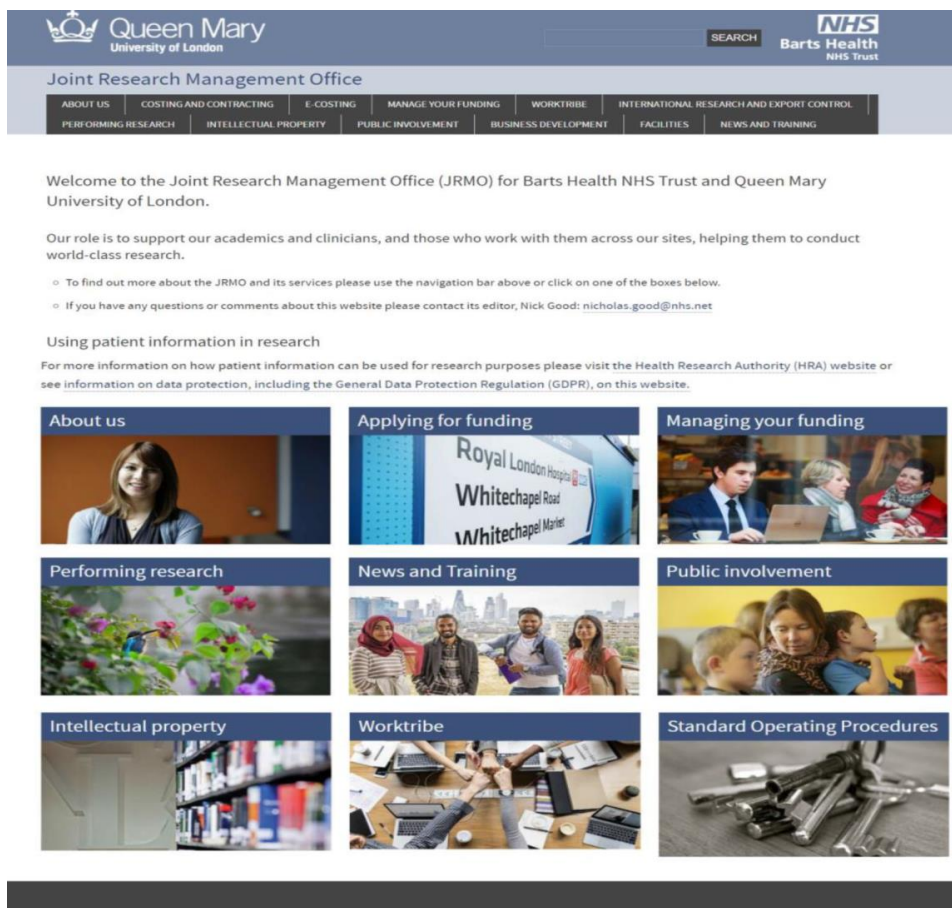 Queen Mary
University of London
SEARCH
NHS
Barts Health
NHS Trust
Joint Research Management Office
ABOUT US COSTING AND CONTRACTING E-COSTING MANAGE YOUR FUNDING WORKTRIBE INTERNATIONAL RESEARCH AND EXPORT CONTROL
PERFORMING RESEARCH INTELLECTUAL PROPERTY PUBLIC INVOLVEMENT BUSINESS DEVELOPMENT FACILITIES NEWS AND TRAINING
Welcome to the Joint Research Management Office (JRMO) for Barts Health NHS Trust and Queen Mary
University of London.
Our role is to support our academics and clinicians, and those who work with them across our sites, helping them to conduct
world-class research.
To find out more about the JRMO and its services please use the navigation bar above or click on one of the boxes below.
If you have any questions or comments about this website please contact its editor, Nick Good: nicholas.good@nhs.net
Using patient information in research
For more information on how patient information can be used for research purposes please visit the Health Research Authority (HRA) website or
see information on data protection, including the General Data Protection Regulation (GDPR), on this website.
About us
Applying for funding
Managing your funding
Royal London Hospital
Whitechapel Road
Whitechapel Market
Performing research
News and Training
Public involvement
Intellectual property
Worktribe
Standard Operating Procedures